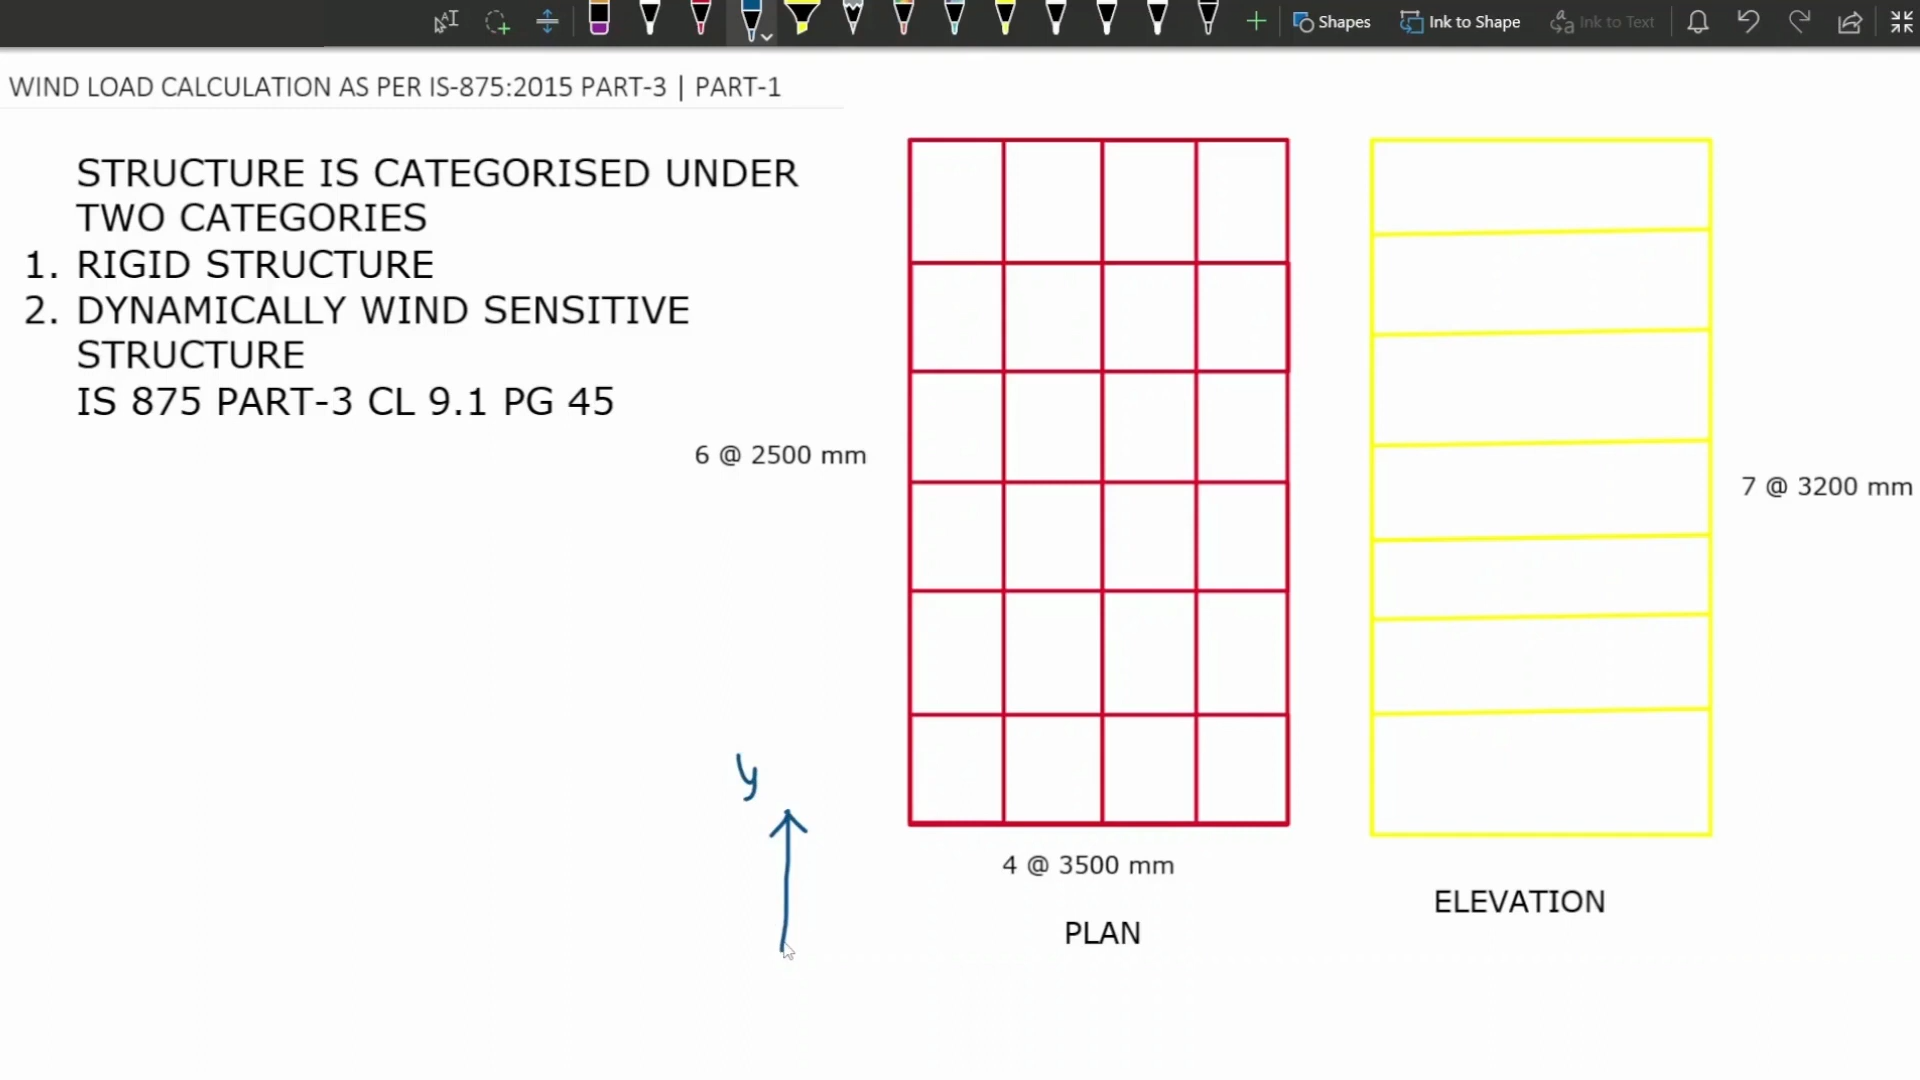 Shapes
Ink to Shape
Ink to Text
WIND LOAD CALCULATION AS PER IS-875:2015 PART-3 | PART-1
STRUCTURE IS CATEGORISED UNDER
TWO CATEGORIES
1. RIGID STRUCTURE
2. DYNAMICALLY WIND SENSITIVE
STRUCTURE
IS 875 PART-3 CL 9.1 PG 45
6 @ 2500 mm
7 @ 3200 mm
y
4 @ 3500 mm
PLAN
ELEVATION